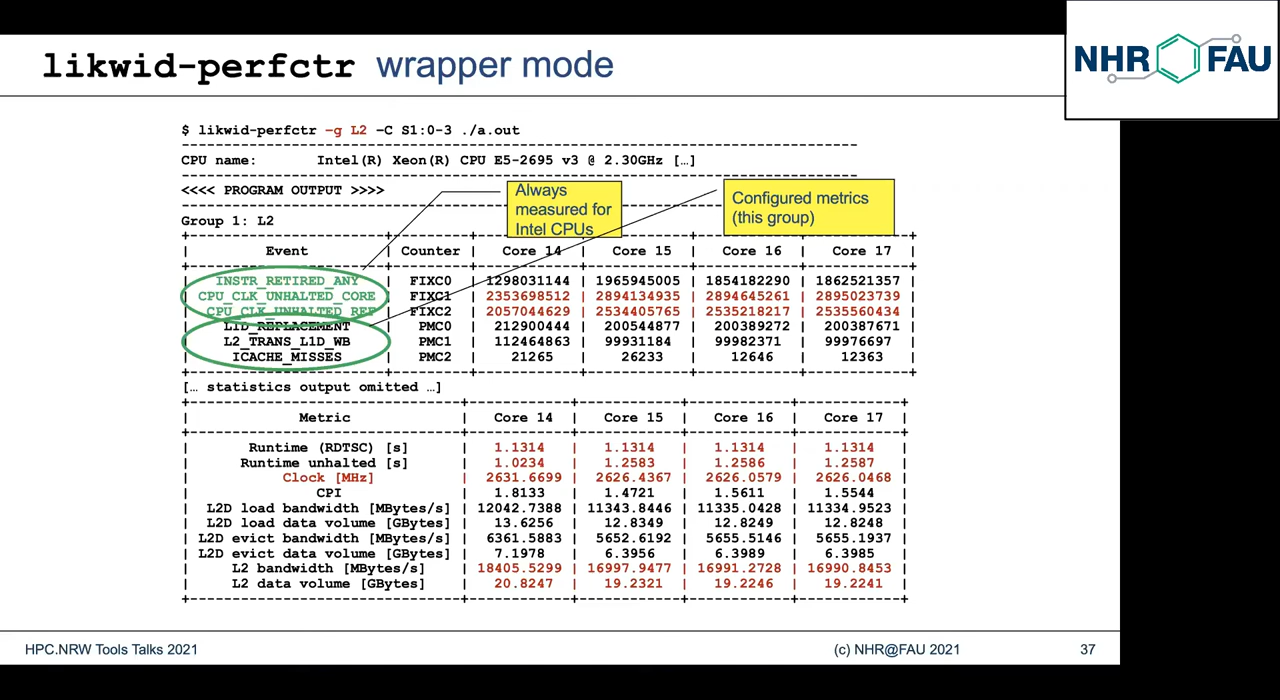 likwid-perfctr wrapper mode
NHR FAU
$ likwid-perfctr –g L2 –C S1:0-3 ./a.out
--------------------------------------------------------------------------------
CPU name: Intel(R) Xeon(R) CPU E5-2695 v3 @ 2.30GHz […]
--------------------------------------------------------------------------------
<<<< PROGRAM OUTPUT >>>>
--------------------------------------------------------------------------------
Always
measured for
Intel CPUs
Configured metrics
(this group)
Group 1: L2
| Event | Counter | Core 14 | Core 15 | Core 16 | Core 17 |
| INSTR_RETIRED_ANY | FIXC0 | 1298031144 | 1965945005 | 1854182290 | 1862521357 |
| CPU_CLK_UNHALTED_CORE | FIXC1 | 2353698512 | 2894134935 | 2894645261 | 2895023739 |
| CPU_CLK_UNHALTED_REF | FIXC2 | 2057044629 | 2534405765 | 2535218217 | 2535560434 |
| L1D_REPLACEMENT | PMC0 | 212900444 | 200544877 | 200389272 | 200387671 |
| L2_TRANS_L1D_WB | PMC1 | 112464863 | 99931184 | 99982371 | 99976697 |
| ICACHE_MISSES | PMC2 | 21265 | 26233 | 12646 | 12363 |
[… statistics output omitted …]
| Metric | Core 14 | Core 15 | Core 16 | Core 17 |
| Runtime (RDTSC) [s] | 1.1314 | 1.1314 | 1.1314 | 1.1314 |
| Runtime unhalted [s] | 1.0234 | 1.2583 | 1.2586 | 1.2587 |
| Clock [MHz] | 2631.6699 | 2626.4367 | 2626.0579 | 2626.0468 |
| CPI | 1.8133 | 1.4721 | 1.5611 | 1.5544 |
| L2D load bandwidth [MBytes/s] | 12042.7388 | 11343.8446 | 11335.0428 | 11334.9523 |
| L2D load data volume [GBytes] | 13.6256 | 12.8349 | 12.8249 | 12.8248 |
| L2D evict bandwidth [MBytes/s] | 6361.5883 | 5652.6192 | 5655.5146 | 5655.1937 |
| L2D evict data volume [GBytes] | 7.1978 | 6.3956 | 6.3989 | 6.3985 |
| L2 bandwidth [MBytes/s] | 18405.5299 | 16997.9477 | 16991.2728 | 16990.8453 |
| L2 data volume [GBytes] | 20.8247 | 19.2321 | 19.2246 | 19.2241 |
HPC.NRW Tools Talks 2021
(c) NHR@FAU 2021
37